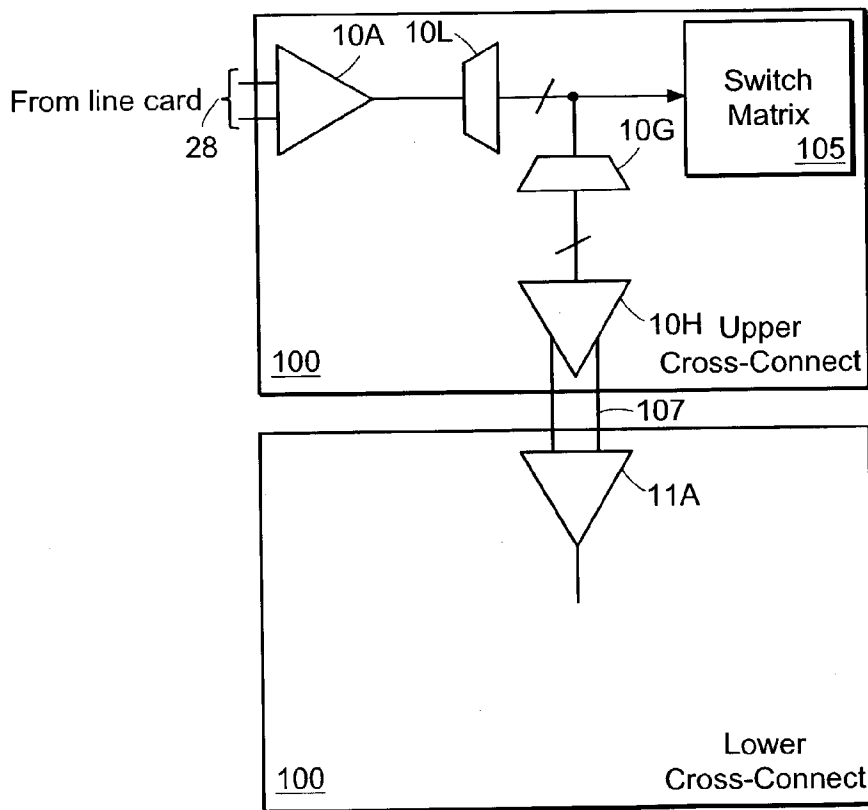 10A
10L
From line card
28
Switch
Matrix
105
10G
10H
Upper
Cross-Connect
100
107
11A
Lower
Cross-Connect
100